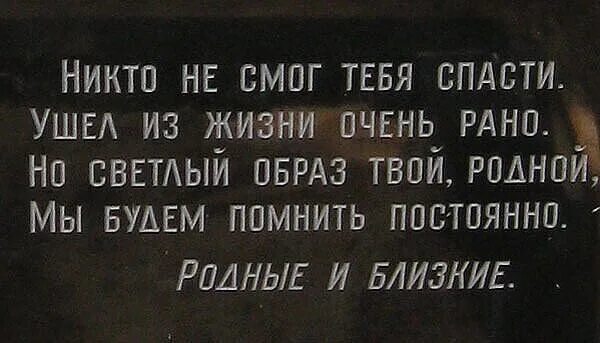 Никто не смог тебя спасти.
Ушел из жизни очень рано.
Но светлый образ твой, родной,
Мы будем помнить постоянно.
Родные и близкие.